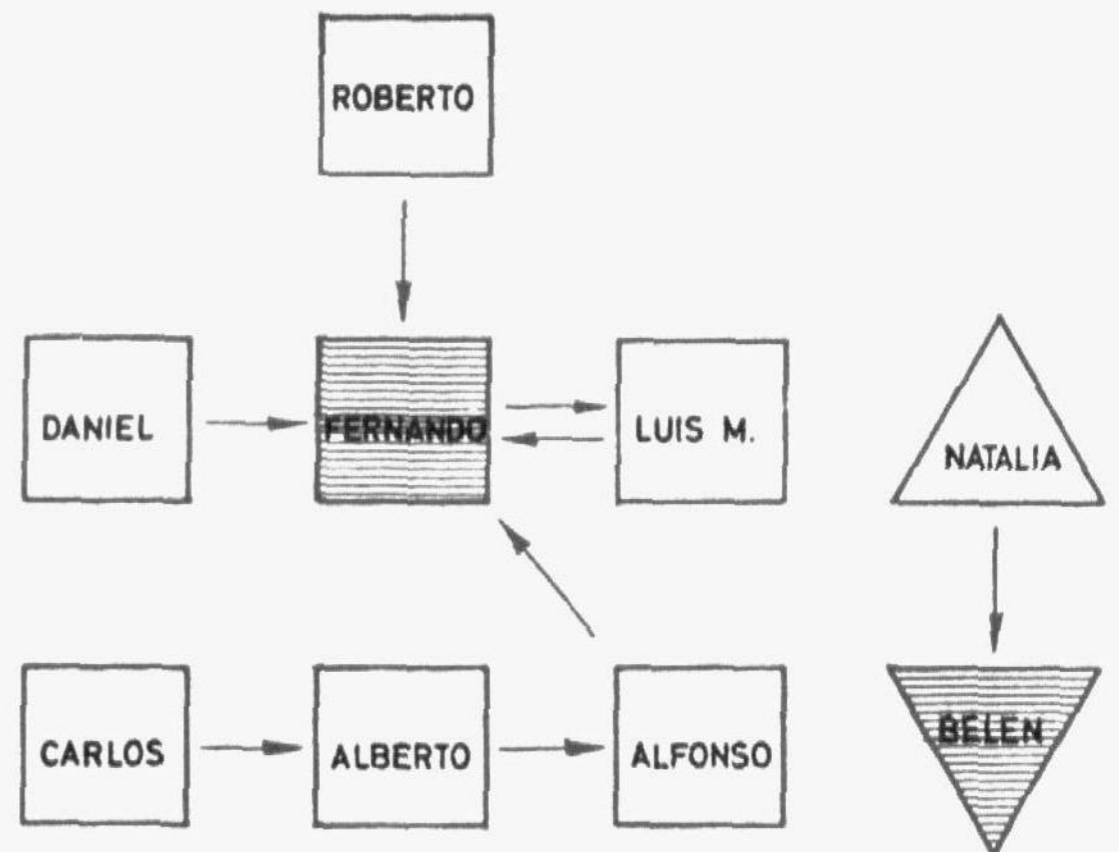 ROBERTO
DANIEL
FERNANDO
LUIS M.
NATALIA
CARLOS
ALBERTO
ALFONSO
BELEN